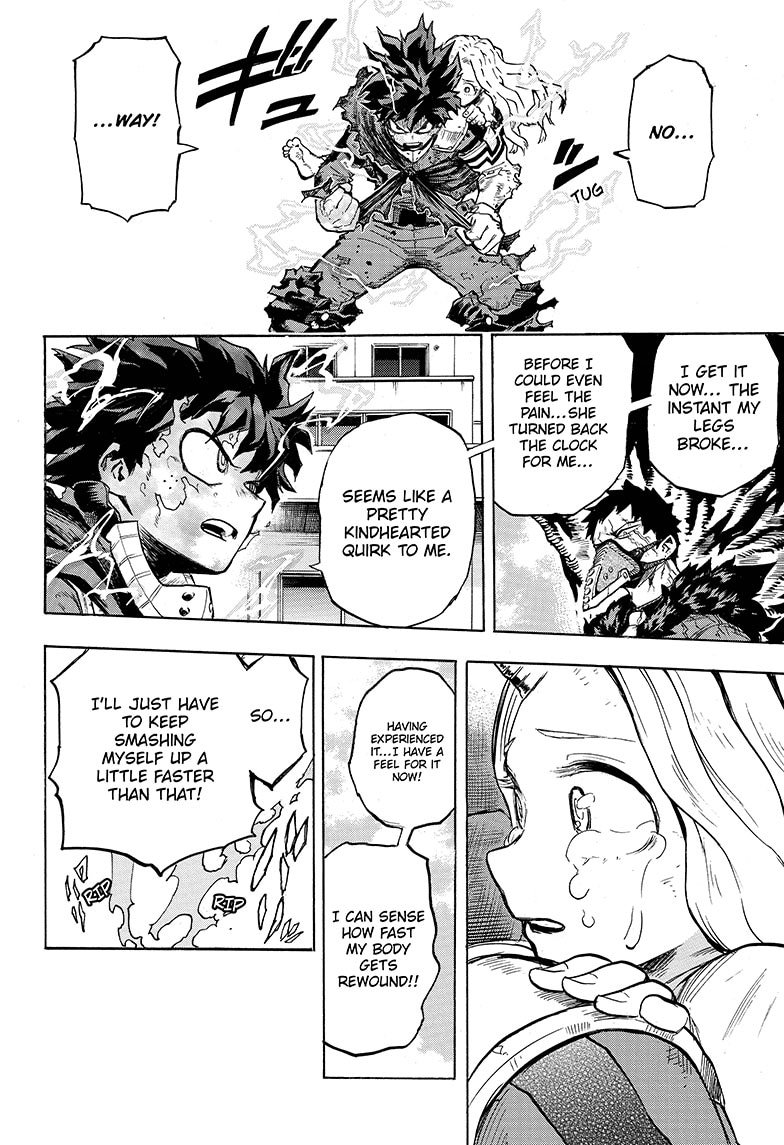 NO...
TUG
ッ
ギュ!!
...WAY!
I GET IT
NOW... THE
INSTANT MY
LEGS
BROKE...
BEFORE I
COULD EVEN
FEEL THE
PAIN...SHE
TURNED BACK
THE CLOCK
FOR ME...
SEEMS LIKE A
PRETTY
KINDHEARTED
QUIRK TO ME.
HAVING
EXPERIENCED
IT...I HAVE A
FEEL FOR IT
NOW!
I CAN SENSE
HOW FAST
MY BODY
GETS
REWOUND!!
SO...
I'LL JUST HAVE
TO KEEP
SMASHING
MYSELF UP A
LITTLE FASTER
THAN THAT!
RIP
RIP